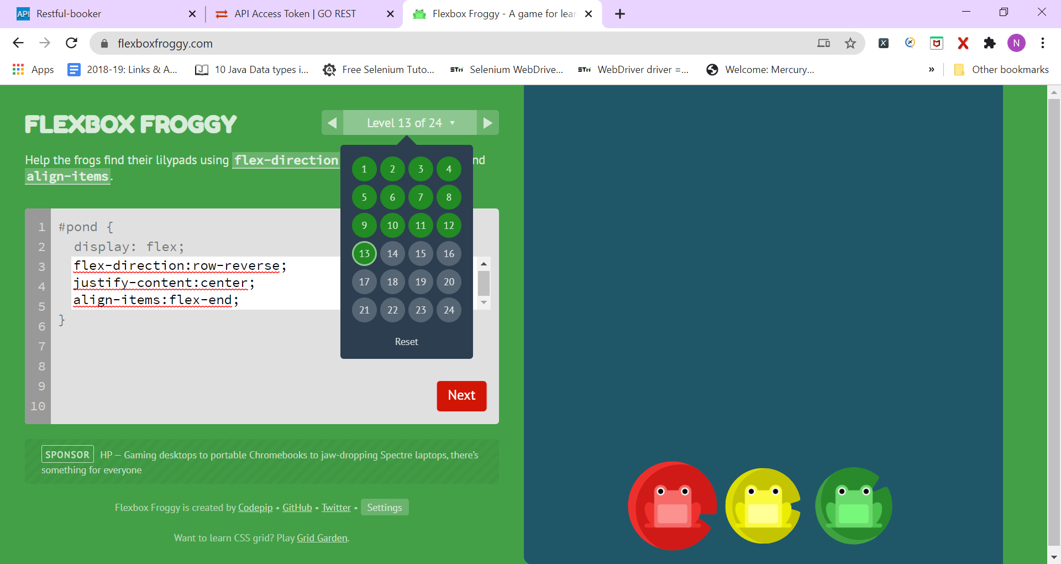 Restful-booker
API Access Token | GO REST
Flexbox Froggy - A game for lea
flexboxfroggy.com
N
Apps
2018-19: Links & A...
10 Java Data types i...
Free Selenium Tuto...
Selenium WebDrive...
WebDriver driver =...
Welcome: Mercury...
»
Other bookmarks
FLEXBOX FROGGY
Level 13 of 24
Help the frogs find their lilypads using flex-direction nd
align-items.
1 2 3 4
5 6 7 8
9 10 11 12
13 14 15 16
17 18 19 20
21 22 23 24
Reset
1 #pond {
2 display: flex;
3 flex-direction:row-reverse;
4 justify-content:center;
5 align-items:flex-end;
6 }
7
8
9
10
Next
SPONSOR HP — Gaming desktops to portable Chromebooks to jaw-dropping Spectre laptops, there's
something for everyone
Flexbox Froggy is created by Codepip • GitHub • Twitter • Settings
Want to learn CSS grid? Play Grid Garden.